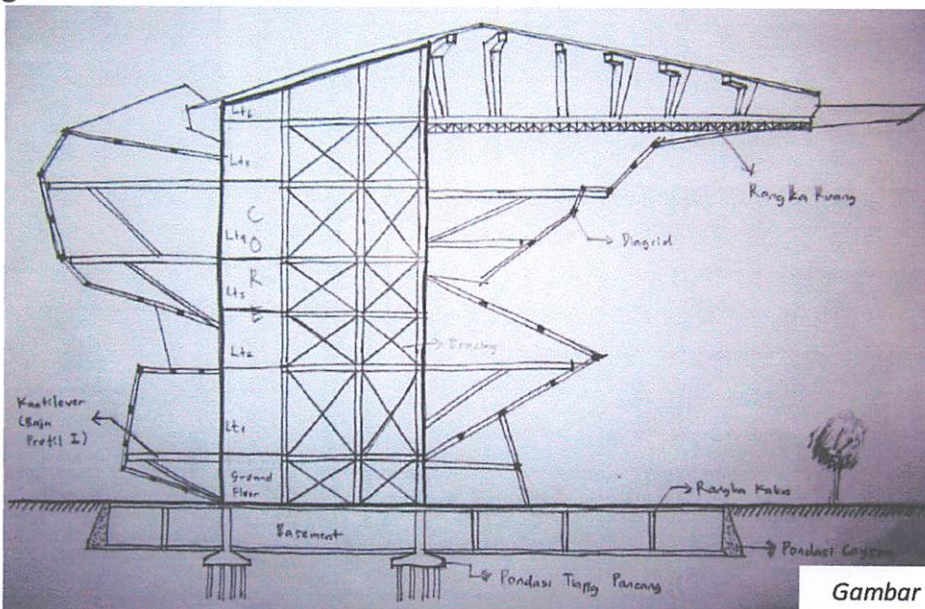 Lt6
Lt5
Rangka Ruang
C
O
R
E
Lt4
Diagrid
Lt3
Bracing
Lt2
Kantilever
(Baja
Profil I)
Lt1
Ground
Floor
Rangka Kaku
Basement
Pondasi Cayson
Pondasi Tiang Pancang
Gambar